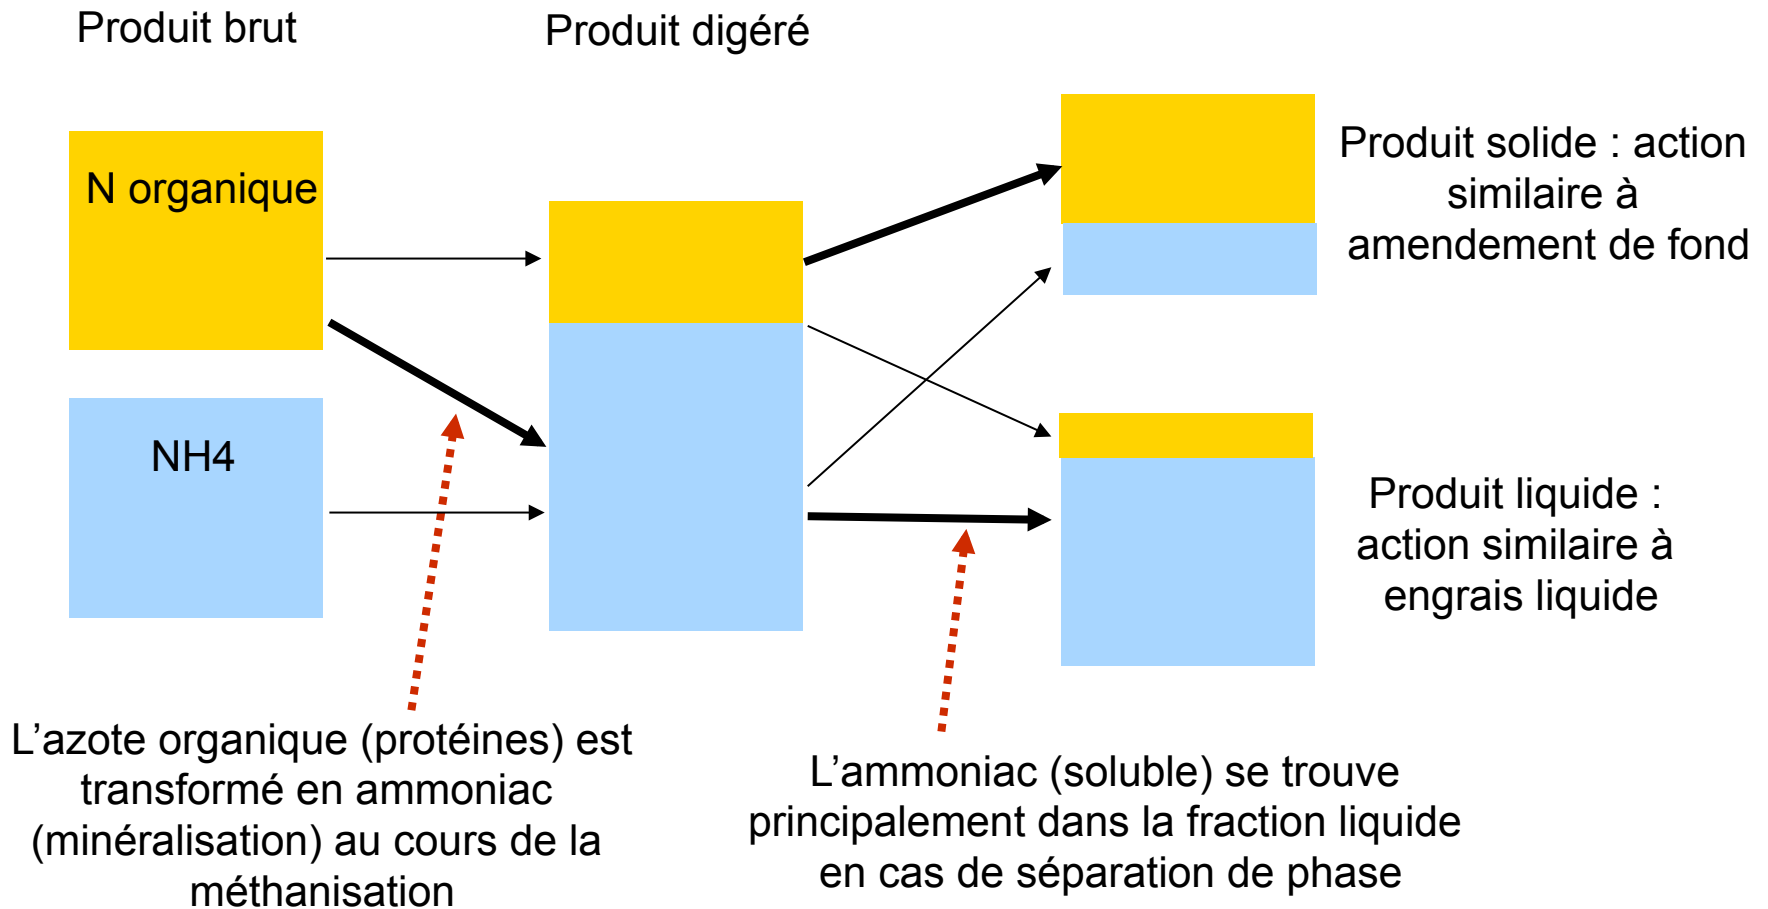 Produit brut
Produit digéré
N organique
NH4
Produit solide : action
similaire à
amendement de fond
Produit liquide :
action similaire à
engrais liquide
L’azote organique (protéines) est
transformé en ammoniac
(minéralisation) au cours de la
méthanisation
L’ammoniac (soluble) se trouve
principalement dans la fraction liquide
en cas de séparation de phase